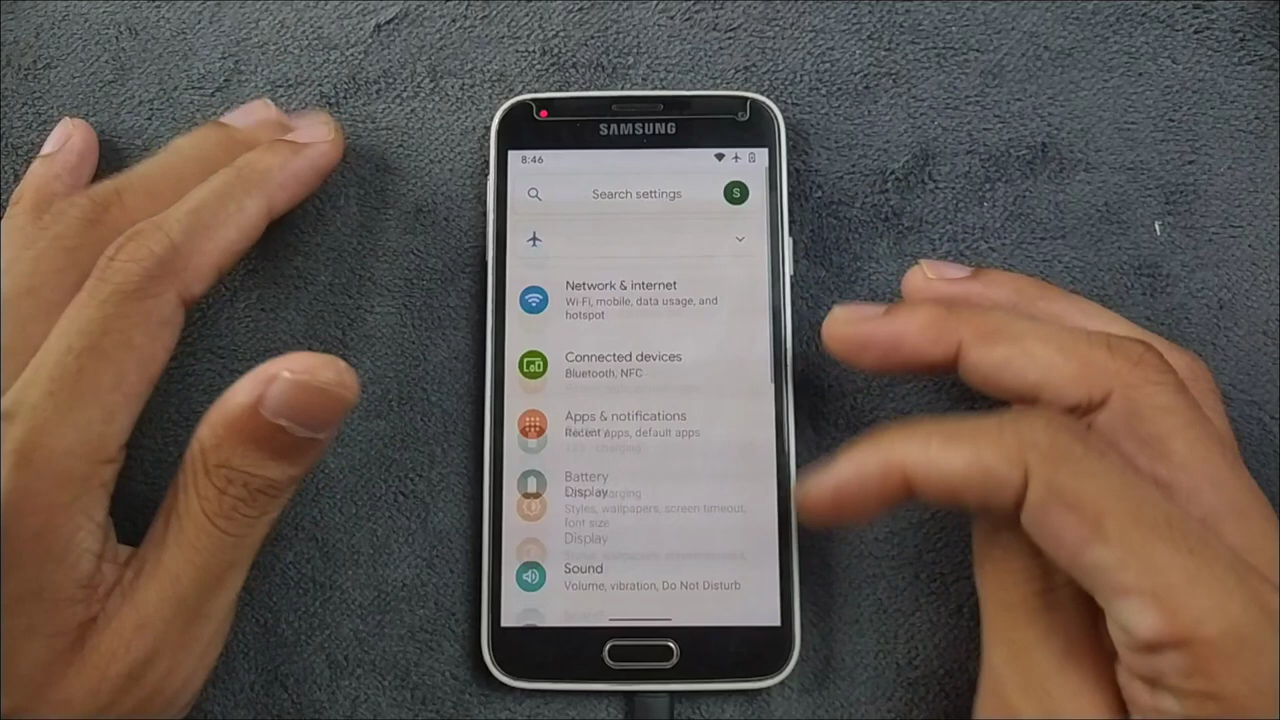 SAMSUNG
8:46
Search settings
S
Network & internet
Wi-Fi, mobile, data usage, and
hotspot
Connected devices
Bluetooth, NFC
Apps & notifications
Recent apps, default apps
charging
Battery
Display
charging
Styles, wallpapers, screen timeout,
font size
Display
Sound
Volume, vibration, Do Not Disturb